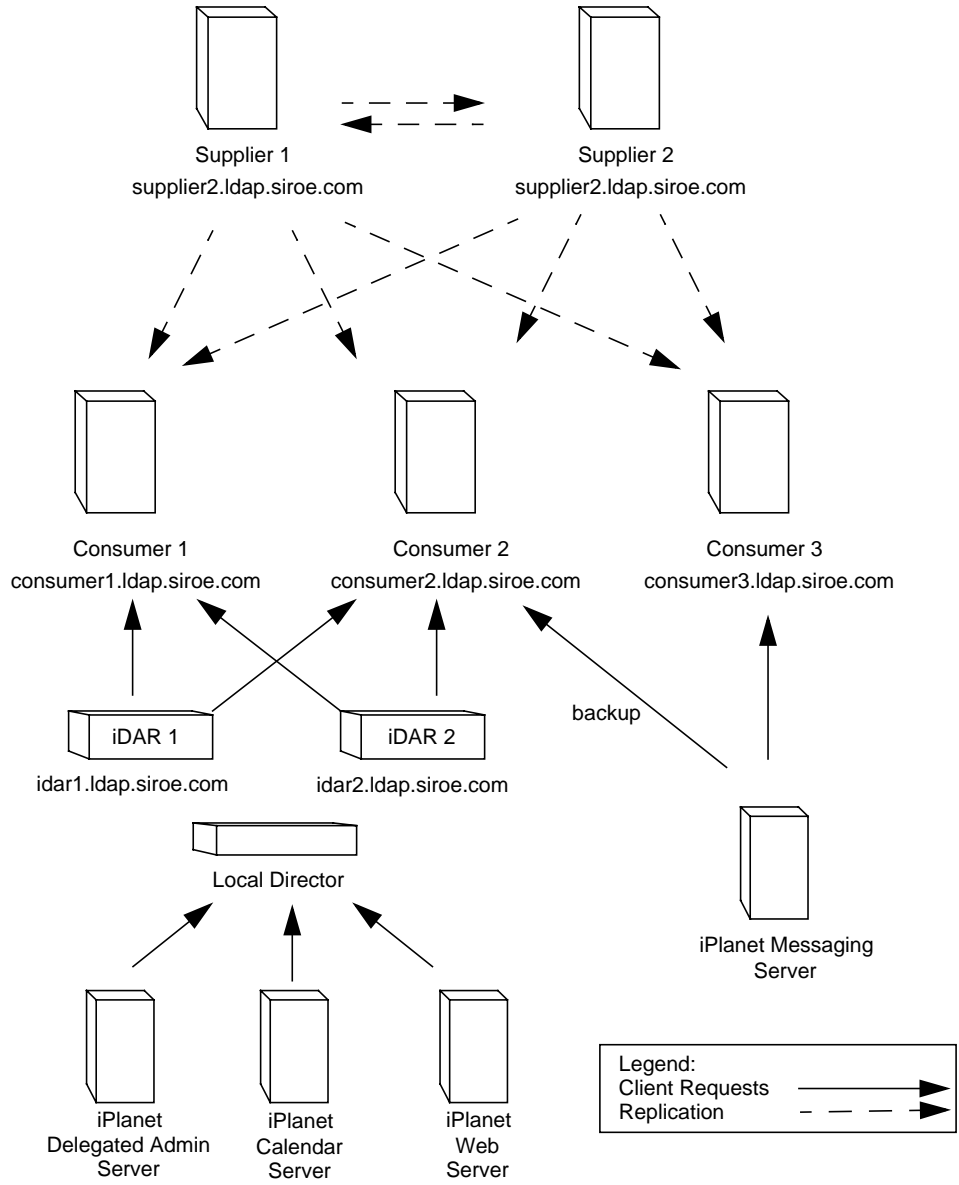 Supplier 1
supplier2.ldap.siroe.com
Supplier 2
supplier2.ldap.siroe.com
Consumer 1
consumer1.ldap.siroe.com
Consumer 2
consumer2.ldap.siroe.com
Consumer 3
consumer3.ldap.siroe.com
backup
iDAR 1
idar1.ldap.siroe.com
iDAR 2
idar2.ldap.siroe.com
Local Director
iPlanet Messaging
Server
iPlanet
Delegated Admin
Server
iPlanet
Calendar
Server
iPlanet
Web
Server
Legend:
Client Requests
Replication